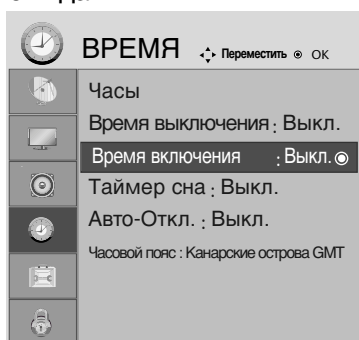 ВРЕМЯ Переместить OK
Часы
Время выключения : Выкл.
Время включения : Выкл.
Таймер сна : Выкл.
Авто-Откл. : Выкл.
Часовой пояс : Канарские острова GMT